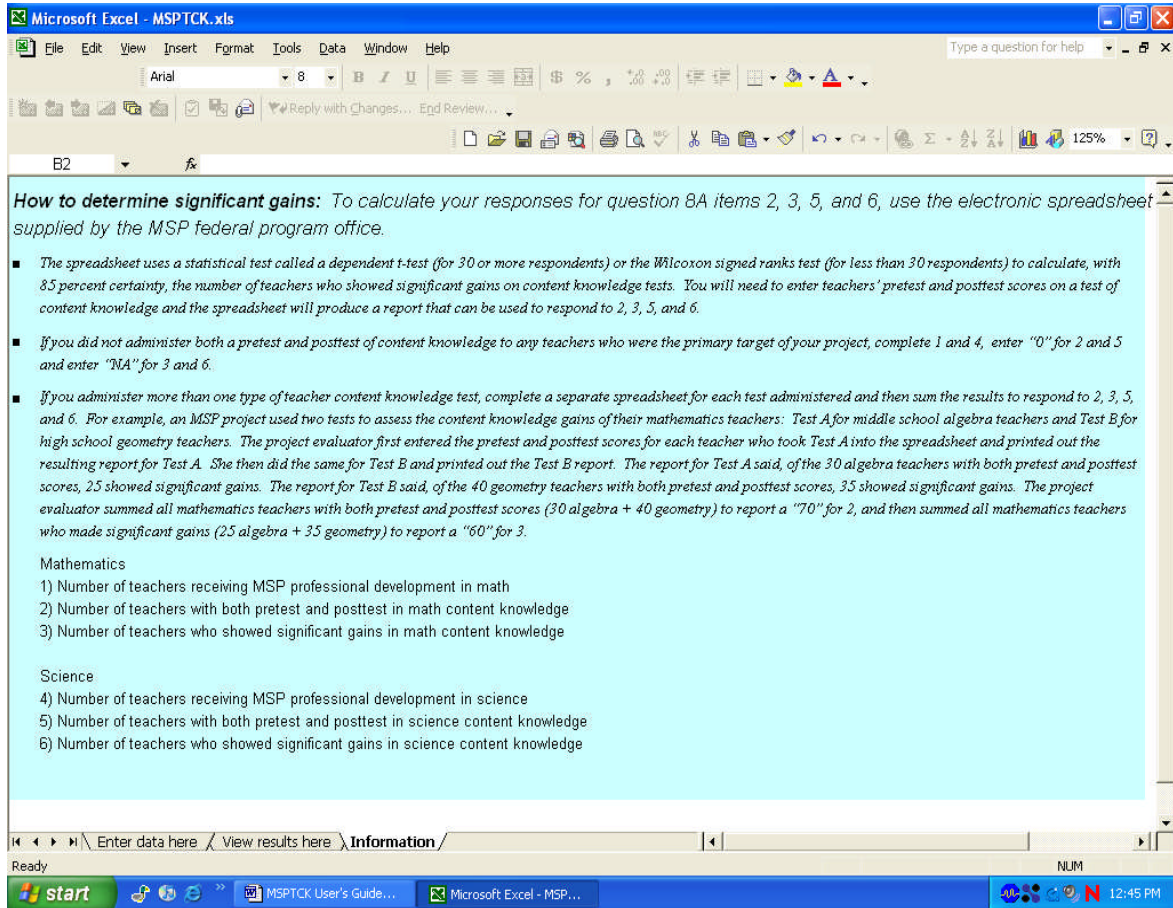 Microsoft Excel - MSPTCK.xls
File Edit View Insert Format Tools Data Window Help
Type a question for help
Arial 8 B I U $ % ,
Reply with Changes... End Review...
125%
B2 fx
How to determine significant gains: To calculate your responses for question 8A items 2, 3, 5, and 6, use the electronic spreadsheet
supplied by the MSP federal program office.
The spreadsheet uses a statistical test called a dependent t-test (for 30 or more respondents) or the Wilcoxon signed ranks test (for less than 30 respondents) to calculate, with
85 percent certainty, the number of teachers who showed significant gains on content knowledge tests. You will need to enter teachers' pretest and posttest scores on a test of
content knowledge and the spreadsheet will produce a report that can be used to respond to 2, 3, 5, and 6.
If you did not administer both a pretest and posttest of content knowledge to any teachers who were the primary target of your project, complete 1 and 4, enter "0" for 2 and 5
and enter "NA" for 3 and 6.
If you administer more than one type of teacher content knowledge test, complete a separate spreadsheet for each test administered and then sum the results to respond to 2, 3, 5,
and 6. For example, an MSP project used two tests to assess the content knowledge gains of their mathematics teachers: Test A for middle school algebra teachers and Test B for
high school geometry teachers. The project evaluator first entered the pretest and posttest scores for each teacher who took Test A into the spreadsheet and printed out the
resulting report for Test A. She then did the same for Test B and printed out the Test B report. The report for Test A said, of the 30 algebra teachers with both pretest and posttest
scores, 25 showed significant gains. The report for Test B said, of the 40 geometry teachers with both pretest and posttest scores, 35 showed significant gains. The project
evaluator summed all mathematics teachers with both pretest and posttest scores (30 algebra + 40 geometry) to report a "70" for 2, and then summed all mathematics teachers
who made significant gains (25 algebra + 35 geometry) to report a "60" for 3.
Mathematics
1) Number of teachers receiving MSP professional development in math
2) Number of teachers with both pretest and posttest in math content knowledge
3) Number of teachers who showed significant gains in math content knowledge
Science
4) Number of teachers receiving MSP professional development in science
5) Number of teachers with both pretest and posttest in science content knowledge
6) Number of teachers who showed significant gains in science content knowledge
Enter data here View results here Information
Ready NUM
start MSPTCK User's Guide... Microsoft Excel - MSP... N 12:45 PM